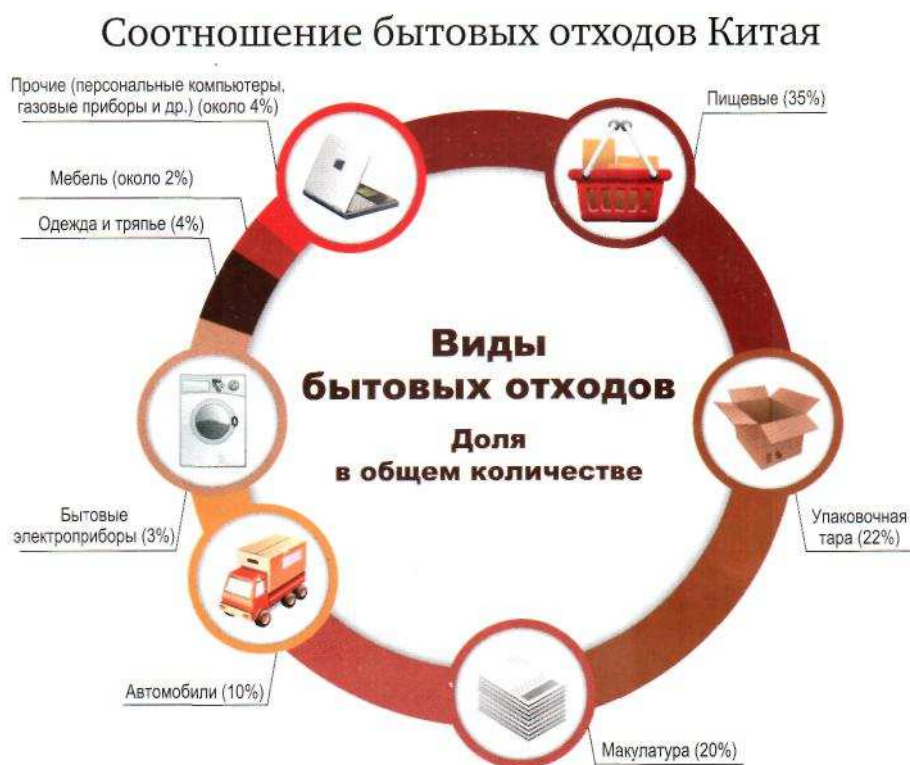 Соотношение бытовых отходов Китая
Прочие (персональные компьютеры,
газовые приборы и др.) (около 4%)
Пищевые (35%)
Мебель (около 2%)
Одежда и тряпье (4%)
Виды
бытовых отходов
Доля
в общем количестве
Бытовые
электроприборы (3%)
Упаковочная
тара (22%)
Автомобили (10%)
Макулатура (20%)